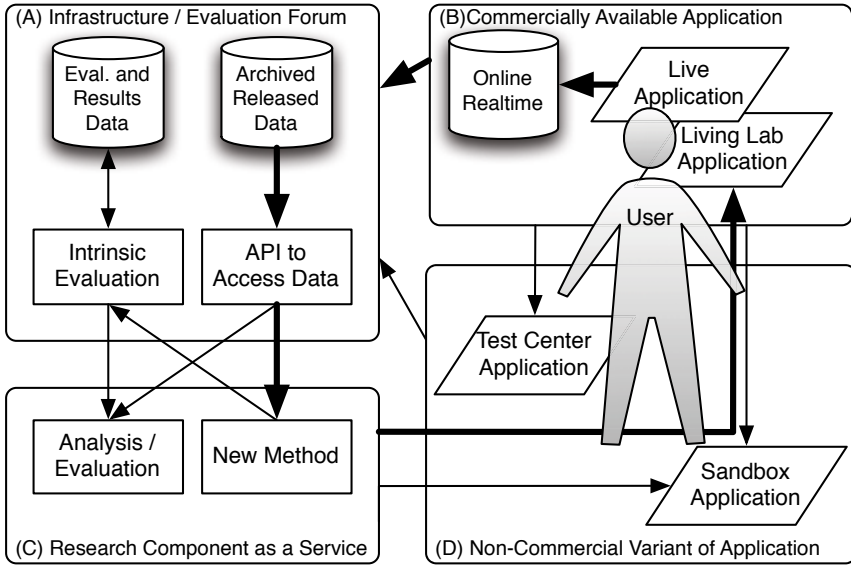 (A) Infrastructure / Evaluation Forum
Eval. and
Results
Data
Archived
Released
Data
Intrinsic
Evaluation
API to
Access Data
(B)Commercially Available Application
Online
Realtime
Live
Application
Living Lab
Application
User
Test Center
Application
Analysis /
Evaluation
New Method
(C) Research Component as a Service
Sandbox
Application
(D) Non-Commercial Variant of Application